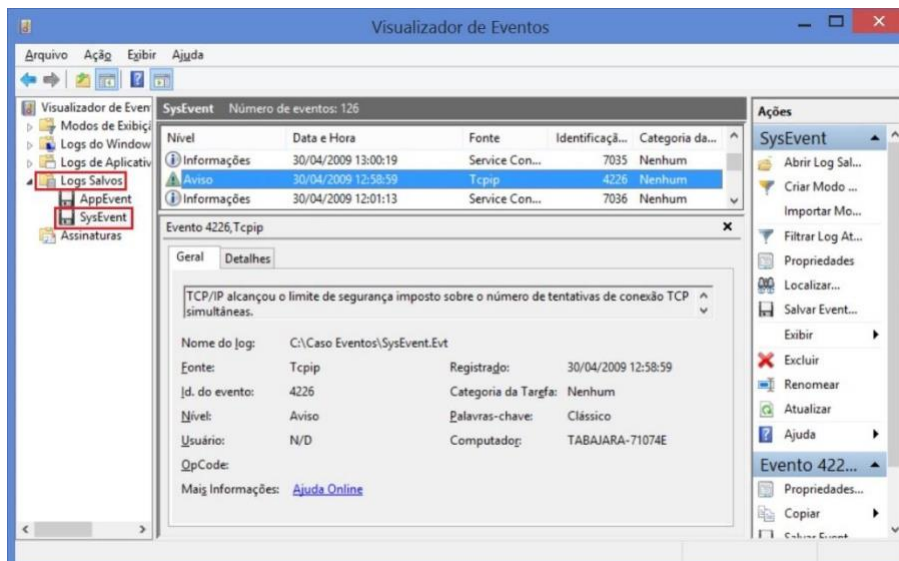 Visualizador de Eventos
Arquivo Ação Exibir Ajuda
Visualizador de Even
Modos de Exibiçã
Logs do Window
Logs de Aplicativ
Logs Salvos
AppEvent
SysEvent
Assinaturas
SysEvent Número de eventos: 126
Nível Data e Hora Fonte Identificaçã... Categoria da...
Informações 30/04/2009 13:00:19 Service Con... 7035 Nenhum
Aviso 30/04/2009 12:58:59 Tcpip 4226 Nenhum
Informações 30/04/2009 12:01:13 Service Con... 7036 Nenhum
Evento 4226,Tcpip
Geral Detalhes
TCP/IP alcançou o limite de segurança imposto sobre o número de tentativas de conexão TCP
simultâneas.
Nome do log: C:\Caso Eventos\SysEvent.Evt
Fonte: Tcpip Registrado: 30/04/2009 12:58:59
Id. do evento: 4226 Categoria da Tarefa: Nenhum
Nível: Aviso Palavras-chave: Clássico
Usuário: N/D Computador: TABAJARA-71074E
OpCode:
Mais Informações: Ajuda Online
Ações
SysEvent
Abrir Log Sal...
Criar Modo ...
Importar Mo...
Filtrar Log At...
Propriedades
Localizar...
Salvar Event...
Exibir
Excluir
Renomear
Atualizar
Ajuda
Evento 422...
Propriedades...
Copiar
Salvar Event...